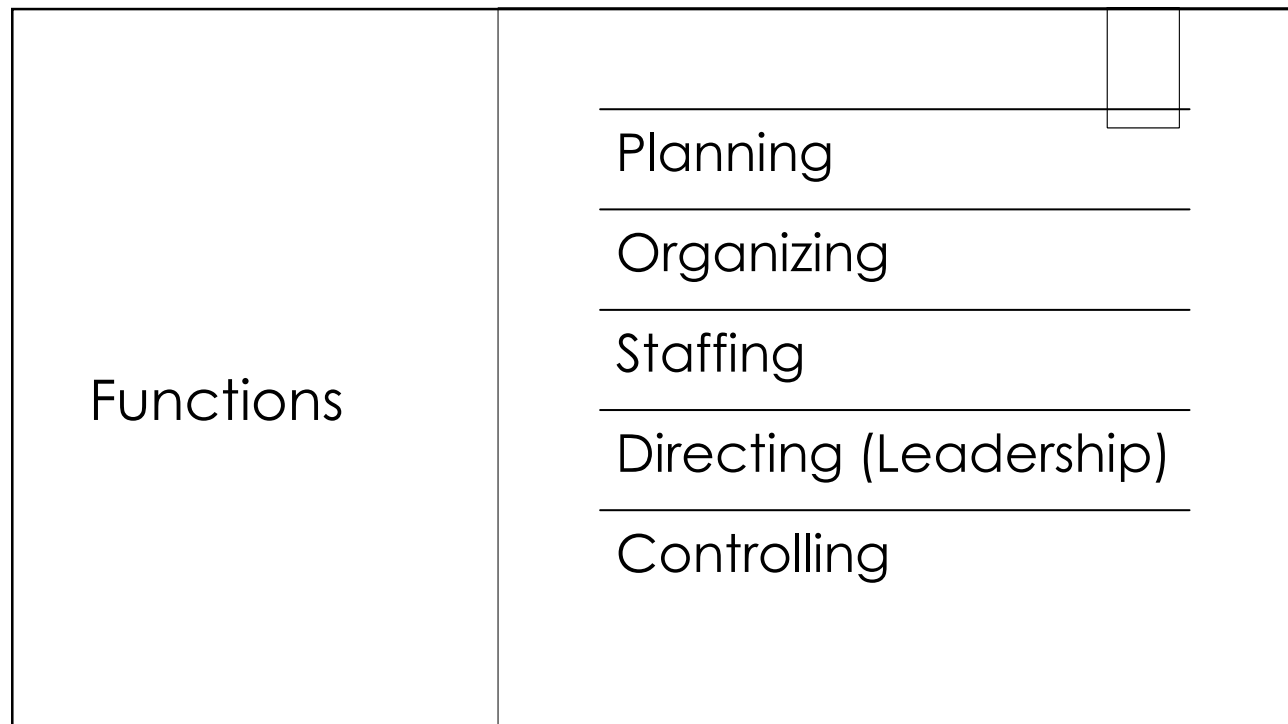 Functions
Planning
Organizing
Staffing
Directing (Leadership)
Controlling